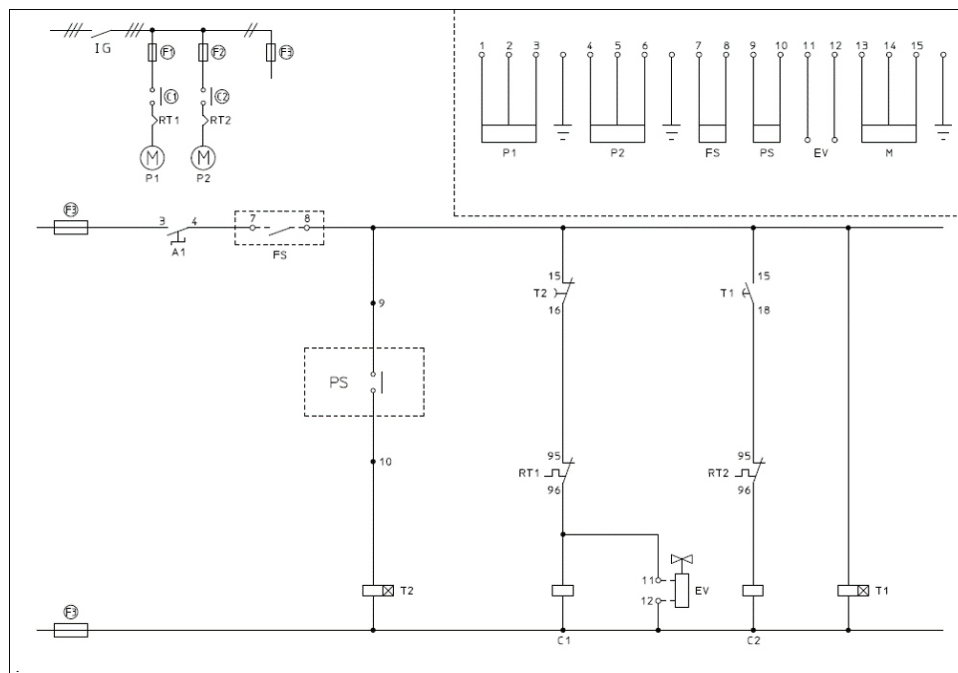 IG
F1
F2
F3
C1
C2
RT1
RT2
M
M
P1
P2
1 2 3 4 5 6 7 8 9 10 11 12 13 14 15
P1
P2
FS
PS
EV
M
F3
3 4
A1
7 8
FS
15
T2
16
15
T1
18
9
PS
10
95
RT1
96
95
RT2
96
11
12
EV
T2
T1
F3
C1
C2